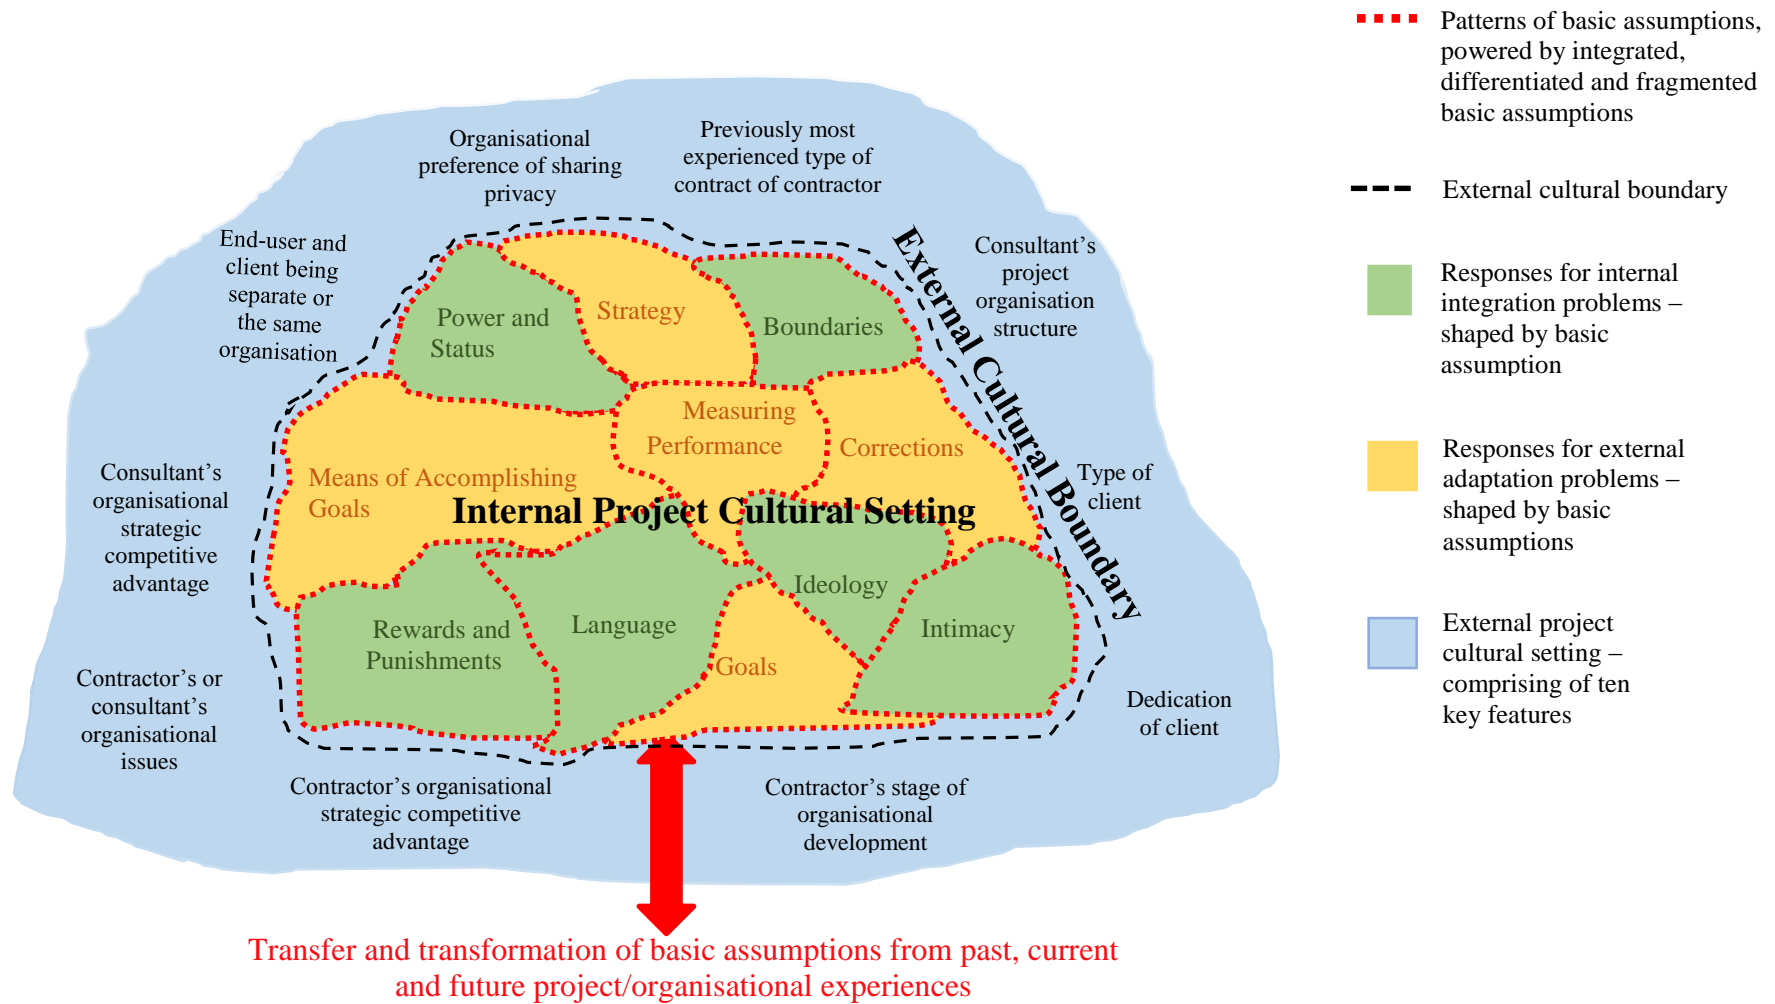 Organisational
preference of sharing
privacy
Previously most
experienced type of
contract of contractor
End-user and
client being
separate or
the same
organisation
Consultant's
project
organisation
structure
External Cultural Boundary
Power and
Status
Strategy
Boundaries
Measuring
Performance
Corrections
Means of Accomplishing
Goals
Internal Project Cultural Setting
Consultant's
organisational
strategic
competitive
advantage
Type of
client
Ideology
Rewards and
Punishments
Language
Intimacy
Goals
Contractor's or
consultant's
organisational
issues
Dedication
of client
Contractor's organisational
strategic competitive
advantage
Contractor's stage of
organisational
development
Transfer and transformation of basic assumptions from past, current
and future project/organisational experiences
Patterns of basic assumptions,
powered by integrated,
differentiated and fragmented
basic assumptions
External cultural boundary
Responses for internal
integration problems –
shaped by basic
assumption
Responses for external
adaptation problems –
shaped by basic
assumptions
External project
cultural setting –
comprising of ten
key features